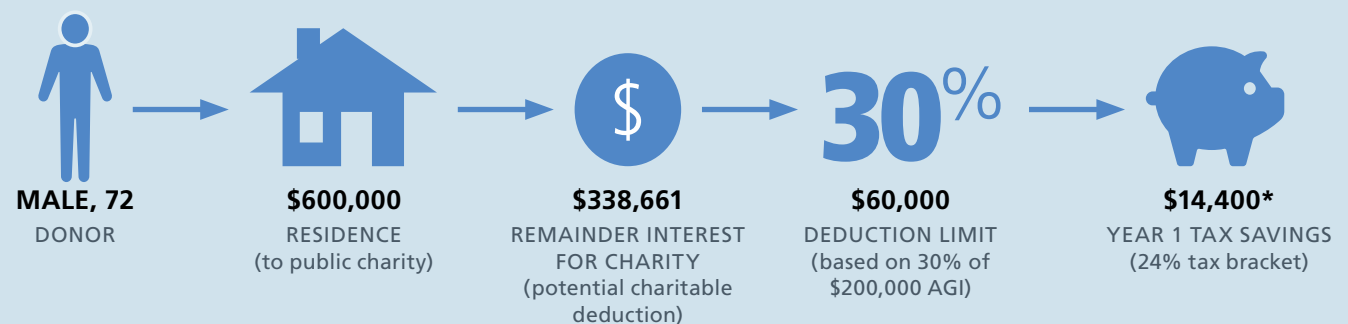 $
30%
MALE, 72
DONOR
$600,000
RESIDENCE
(to public charity)
$338,661
REMAINDER INTEREST
FOR CHARITY
(potential charitable
deduction)
$60,000
DEDUCTION LIMIT
(based on 30% of
$200,000 AGI)
$14,400*
YEAR 1 TAX SAVINGS
(24% tax bracket)